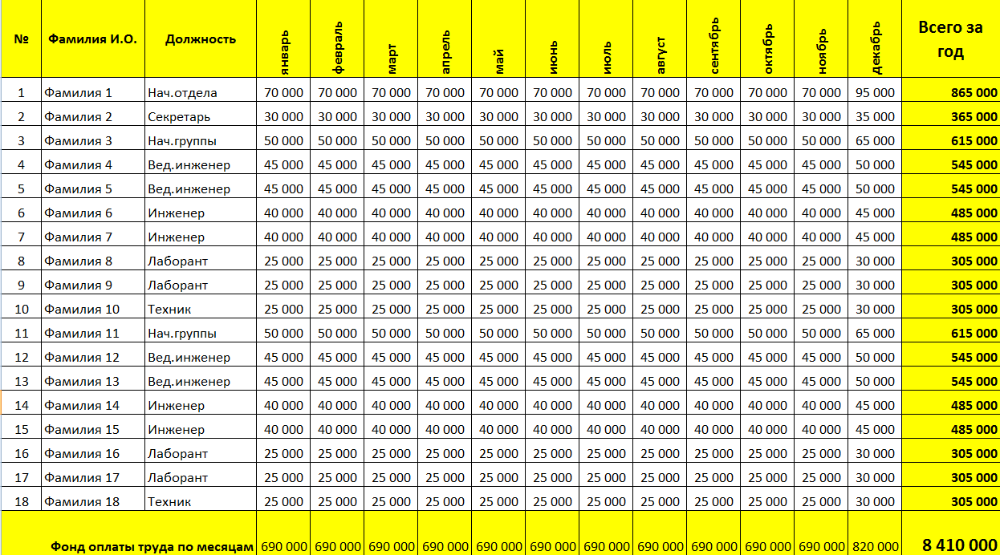 № Фамилия И.О. Должность январь февраль март апрель май июнь июль август сентябрь октябрь ноябрь декабрь Всего за год
1 Фамилия 1 Нач.отдела 70 000 70 000 70 000 70 000 70 000 70 000 70 000 70 000 70 000 70 000 70 000 95 000 865 000
2 Фамилия 2 Секретарь 30 000 30 000 30 000 30 000 30 000 30 000 30 000 30 000 30 000 30 000 30 000 35 000 365 000
3 Фамилия 3 Нач.группы 50 000 50 000 50 000 50 000 50 000 50 000 50 000 50 000 50 000 50 000 50 000 65 000 615 000
4 Фамилия 4 Вед.инженер 45 000 45 000 45 000 45 000 45 000 45 000 45 000 45 000 45 000 45 000 45 000 50 000 545 000
5 Фамилия 5 Вед.инженер 45 000 45 000 45 000 45 000 45 000 45 000 45 000 45 000 45 000 45 000 45 000 50 000 545 000
6 Фамилия 6 Инженер 40 000 40 000 40 000 40 000 40 000 40 000 40 000 40 000 40 000 40 000 40 000 45 000 485 000
7 Фамилия 7 Инженер 40 000 40 000 40 000 40 000 40 000 40 000 40 000 40 000 40 000 40 000 40 000 45 000 485 000
8 Фамилия 8 Лаборант 25 000 25 000 25 000 25 000 25 000 25 000 25 000 25 000 25 000 25 000 25 000 30 000 305 000
9 Фамилия 9 Лаборант 25 000 25 000 25 000 25 000 25 000 25 000 25 000 25 000 25 000 25 000 25 000 30 000 305 000
10 Фамилия 10 Техник 25 000 25 000 25 000 25 000 25 000 25 000 25 000 25 000 25 000 25 000 25 000 30 000 305 000
11 Фамилия 11 Нач.группы 50 000 50 000 50 000 50 000 50 000 50 000 50 000 50 000 50 000 50 000 50 000 65 000 615 000
12 Фамилия 12 Вед.инженер 45 000 45 000 45 000 45 000 45 000 45 000 45 000 45 000 45 000 45 000 45 000 50 000 545 000
13 Фамилия 13 Вед.инженер 45 000 45 000 45 000 45 000 45 000 45 000 45 000 45 000 45 000 45 000 45 000 50 000 545 000
14 Фамилия 14 Инженер 40 000 40 000 40 000 40 000 40 000 40 000 40 000 40 000 40 000 40 000 40 000 45 000 485 000
15 Фамилия 15 Инженер 40 000 40 000 40 000 40 000 40 000 40 000 40 000 40 000 40 000 40 000 40 000 45 000 485 000
16 Фамилия 16 Лаборант 25 000 25 000 25 000 25 000 25 000 25 000 25 000 25 000 25 000 25 000 25 000 30 000 305 000
17 Фамилия 17 Лаборант 25 000 25 000 25 000 25 000 25 000 25 000 25 000 25 000 25 000 25 000 25 000 30 000 305 000
18 Фамилия 18 Техник 25 000 25 000 25 000 25 000 25 000 25 000 25 000 25 000 25 000 25 000 25 000 30 000 305 000
Фонд оплаты труда по месяцам 690 000 690 000 690 000 690 000 690 000 690 000 690 000 690 000 690 000 690 000 690 000 820 000 8 410 000